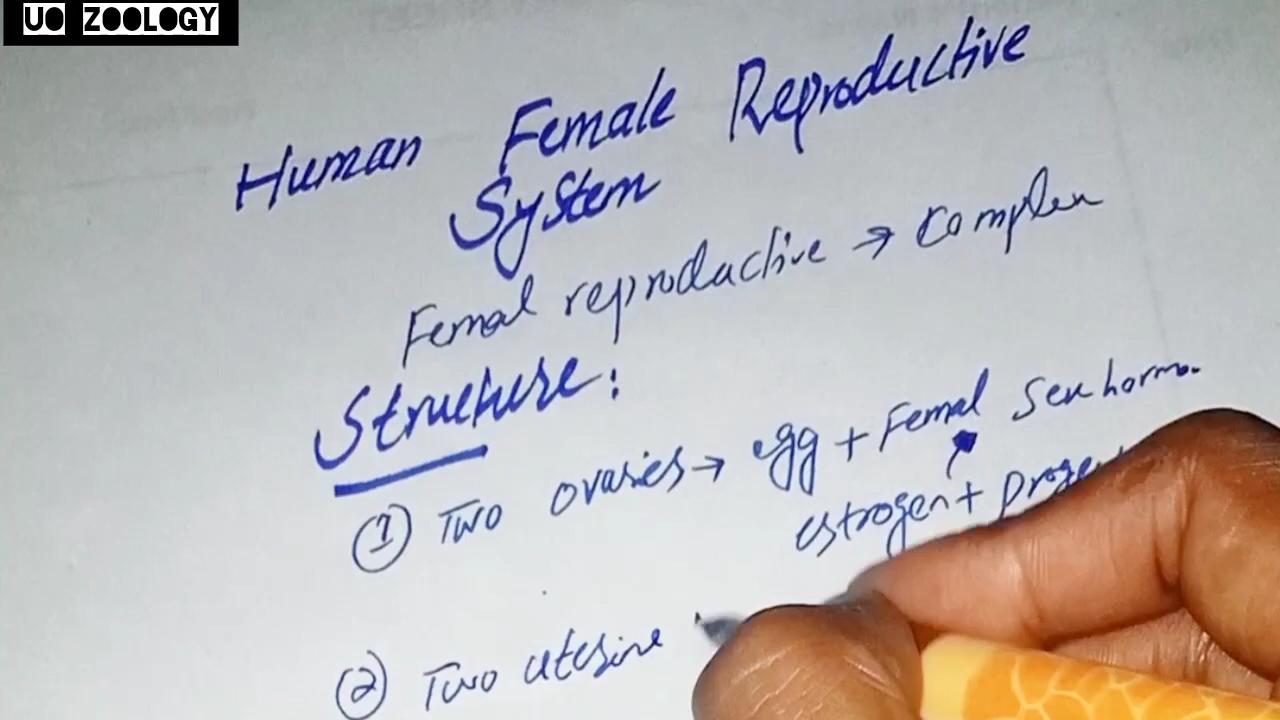 UO ZOOLOGY
Human Female Reproductive
System
Femal reproductive → complex
Structure:
① Two ovaries → egg + Femal Sex hormo.
estrogen +
② Two uterine